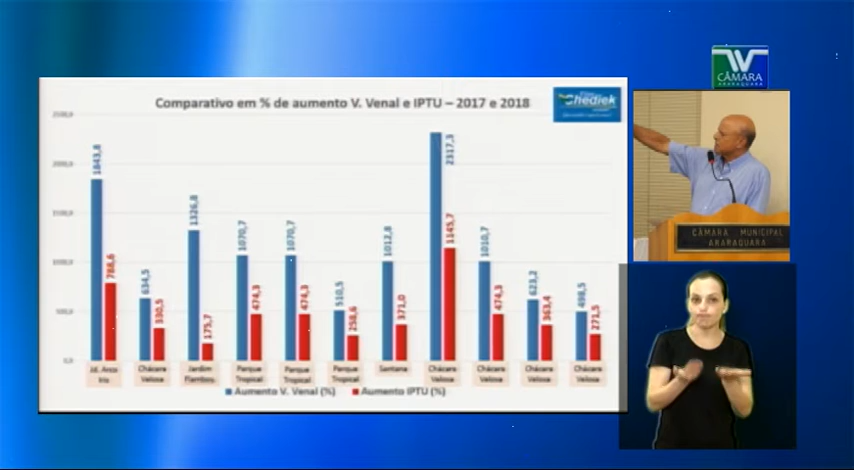 CÂMARA
ARARAQUARA
Comparativo em % de aumento V. Venal e IPTU – 2017 e 2018
Ghediek
2500,0
2000,0
1500,0
1000,0
500,0
0,0
1843,8
788,6
634,5
330,5
1326,8
175,7
1070,7
474,3
1070,7
474,3
510,5
258,6
1012,8
371,0
2317,3
1145,7
1010,7
474,3
623,2
363,4
498,5
271,5
Jd. Arco Iris
Chácara Velosa
Jardim Flamboy.
Parque Tropical
Parque Tropical
Parque Tropical
Santana
Chácara Velosa
Chácara Velosa
Chácara Velosa
Chácara Velosa
Aumento V. Venal (%)
Aumento IPTU (%)
CÂMARA MUNICIPAL
ARARAQUARA